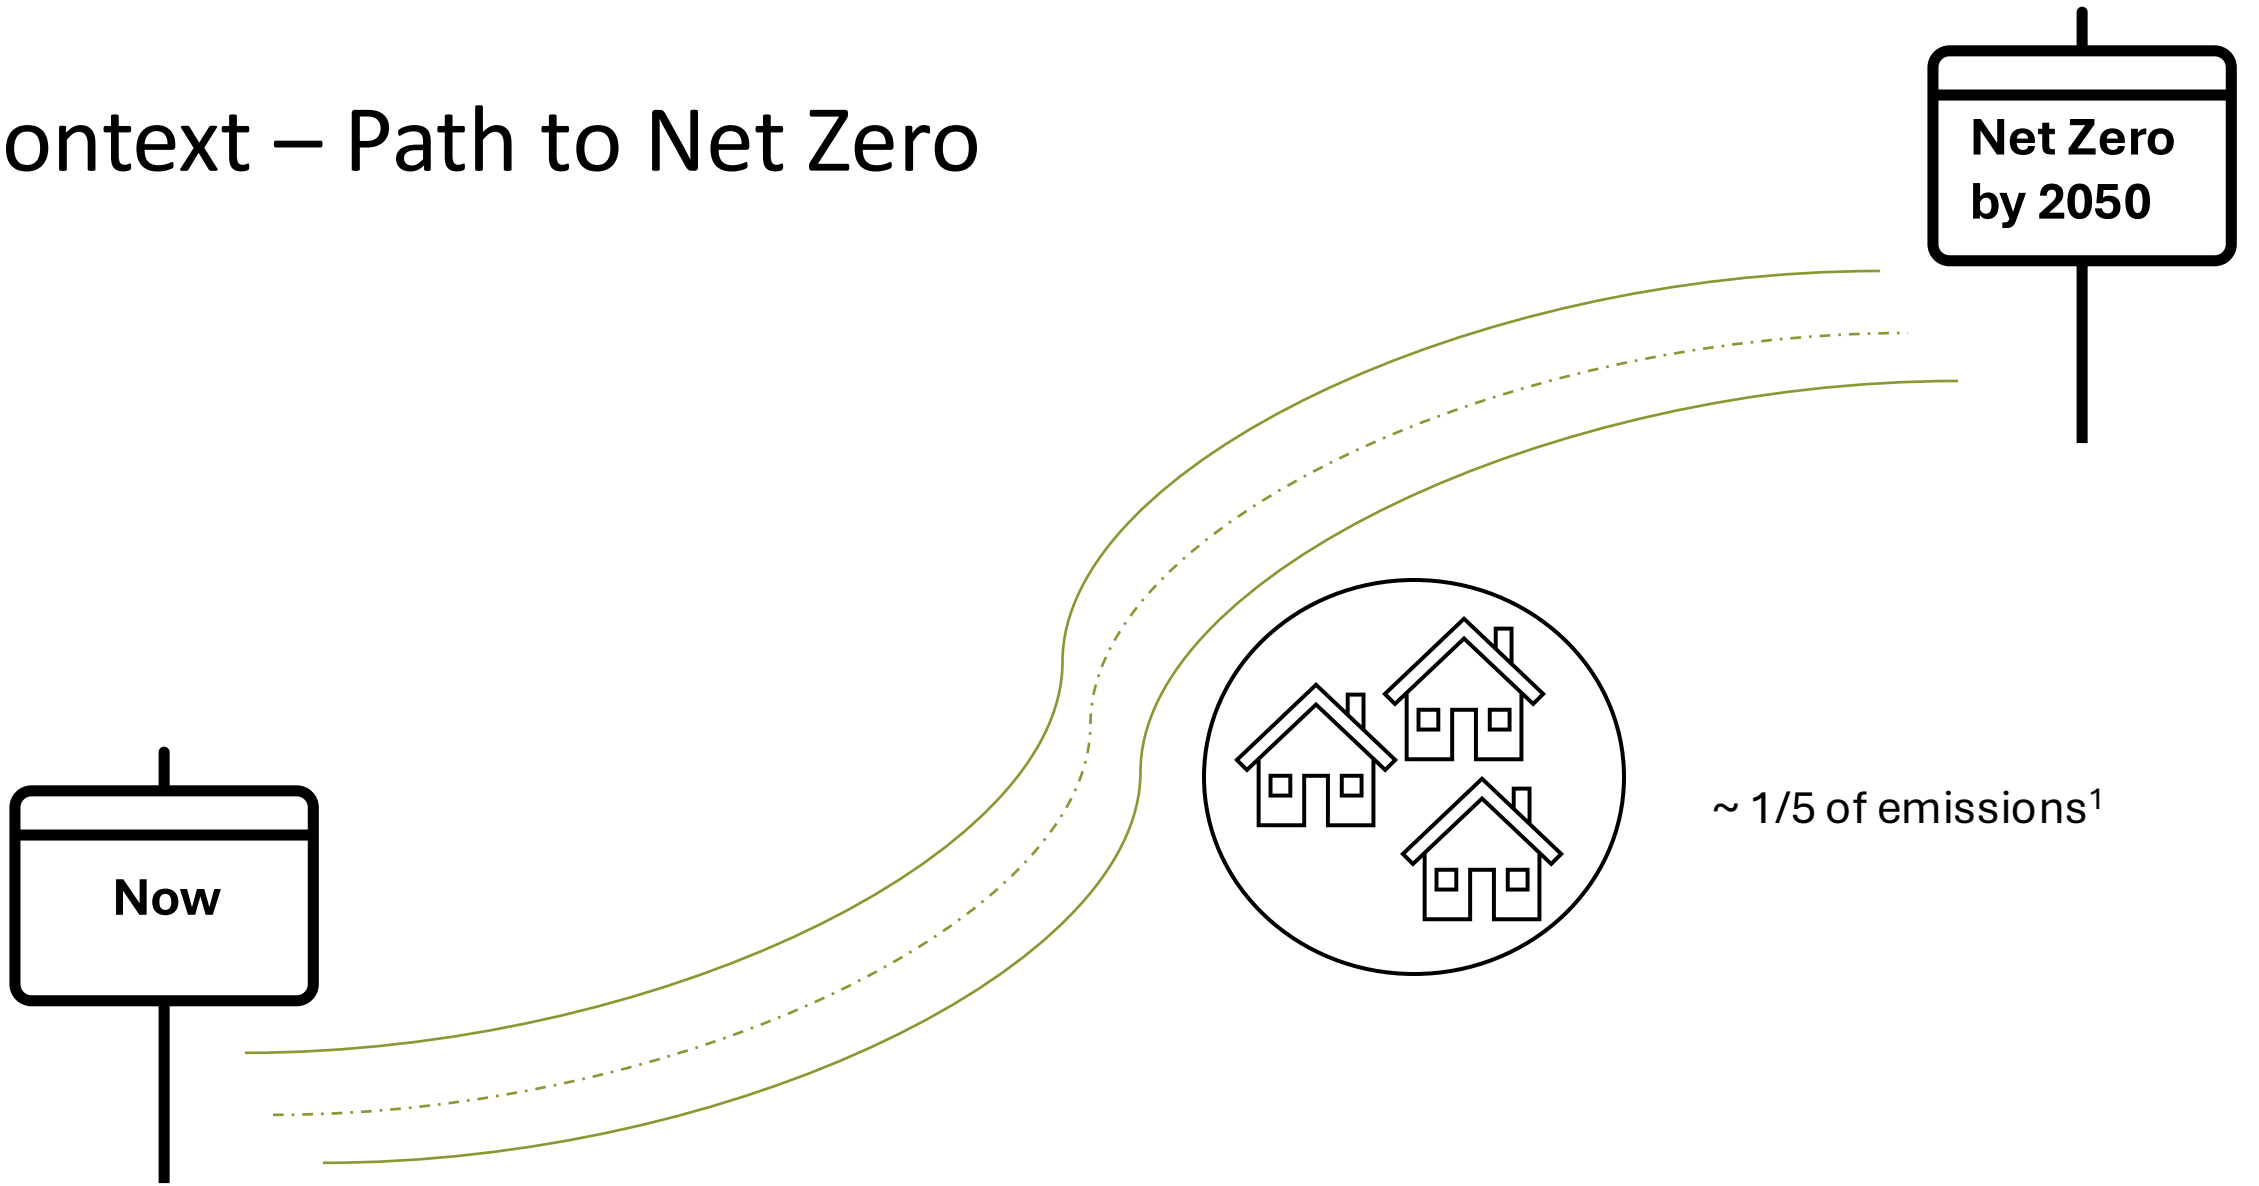 ontext – Path to Net Zero
Net Zero
by 2050
Now
~ 1/5 of emissions¹